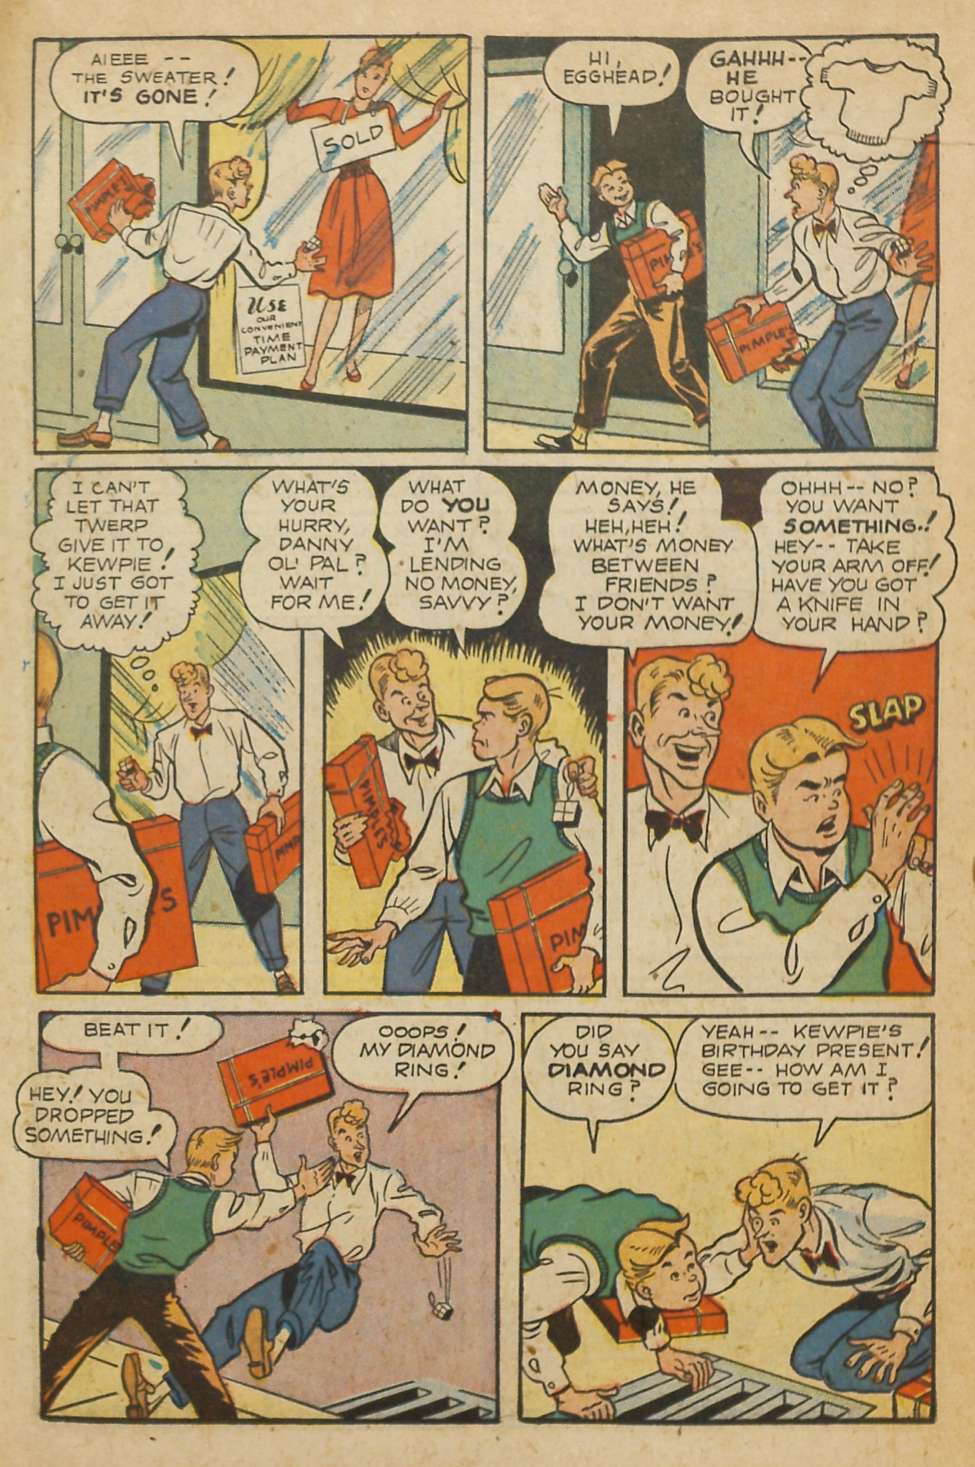 AIEEE --
THE SWEATER!
IT'S GONE!
PIMPLE'S
SOLD
USE
OUR
CONVENIENT
TIME
PAYMENT
PLAN
HI,
EGGHEAD!
GAHHH--
HE
BOUGHT
IT!
PIMPLE'S
PIMPLE'S
I CAN'T
LET THAT
TWERP
GIVE IT TO
KEWPIE!
I JUST GOT
TO GET IT
AWAY!
PIM
'S
PIMP
WHAT'S
YOUR
HURRY,
DANNY
OL' PAL?
WAIT
FOR ME!
WHAT
DO YOU
WANT?
I'M
LENDING
NO MONEY,
SAVVY?
PIMPLE'S
PIM
MONEY, HE
SAYS!
HEH, HEH!
WHAT'S MONEY
BETWEEN
FRIENDS?
I DON'T WANT
YOUR MONEY!
OHHH-- NO?
YOU WANT
SOMETHING!
HEY-- TAKE
YOUR ARM OFF!
HAVE YOU GOT
A KNIFE IN
YOUR HAND?
SLAP
BEAT IT!
HEY! YOU
DROPPED
SOMETHING!
PIMPLE'S
OOOPS!
MY DIAMOND
RING!
PIMPLE
DID
YOU SAY
DIAMOND
RING?
YEAH-- KEWPIE'S
BIRTHDAY PRESENT!
GEE-- HOW AM I
GOING TO GET IT?